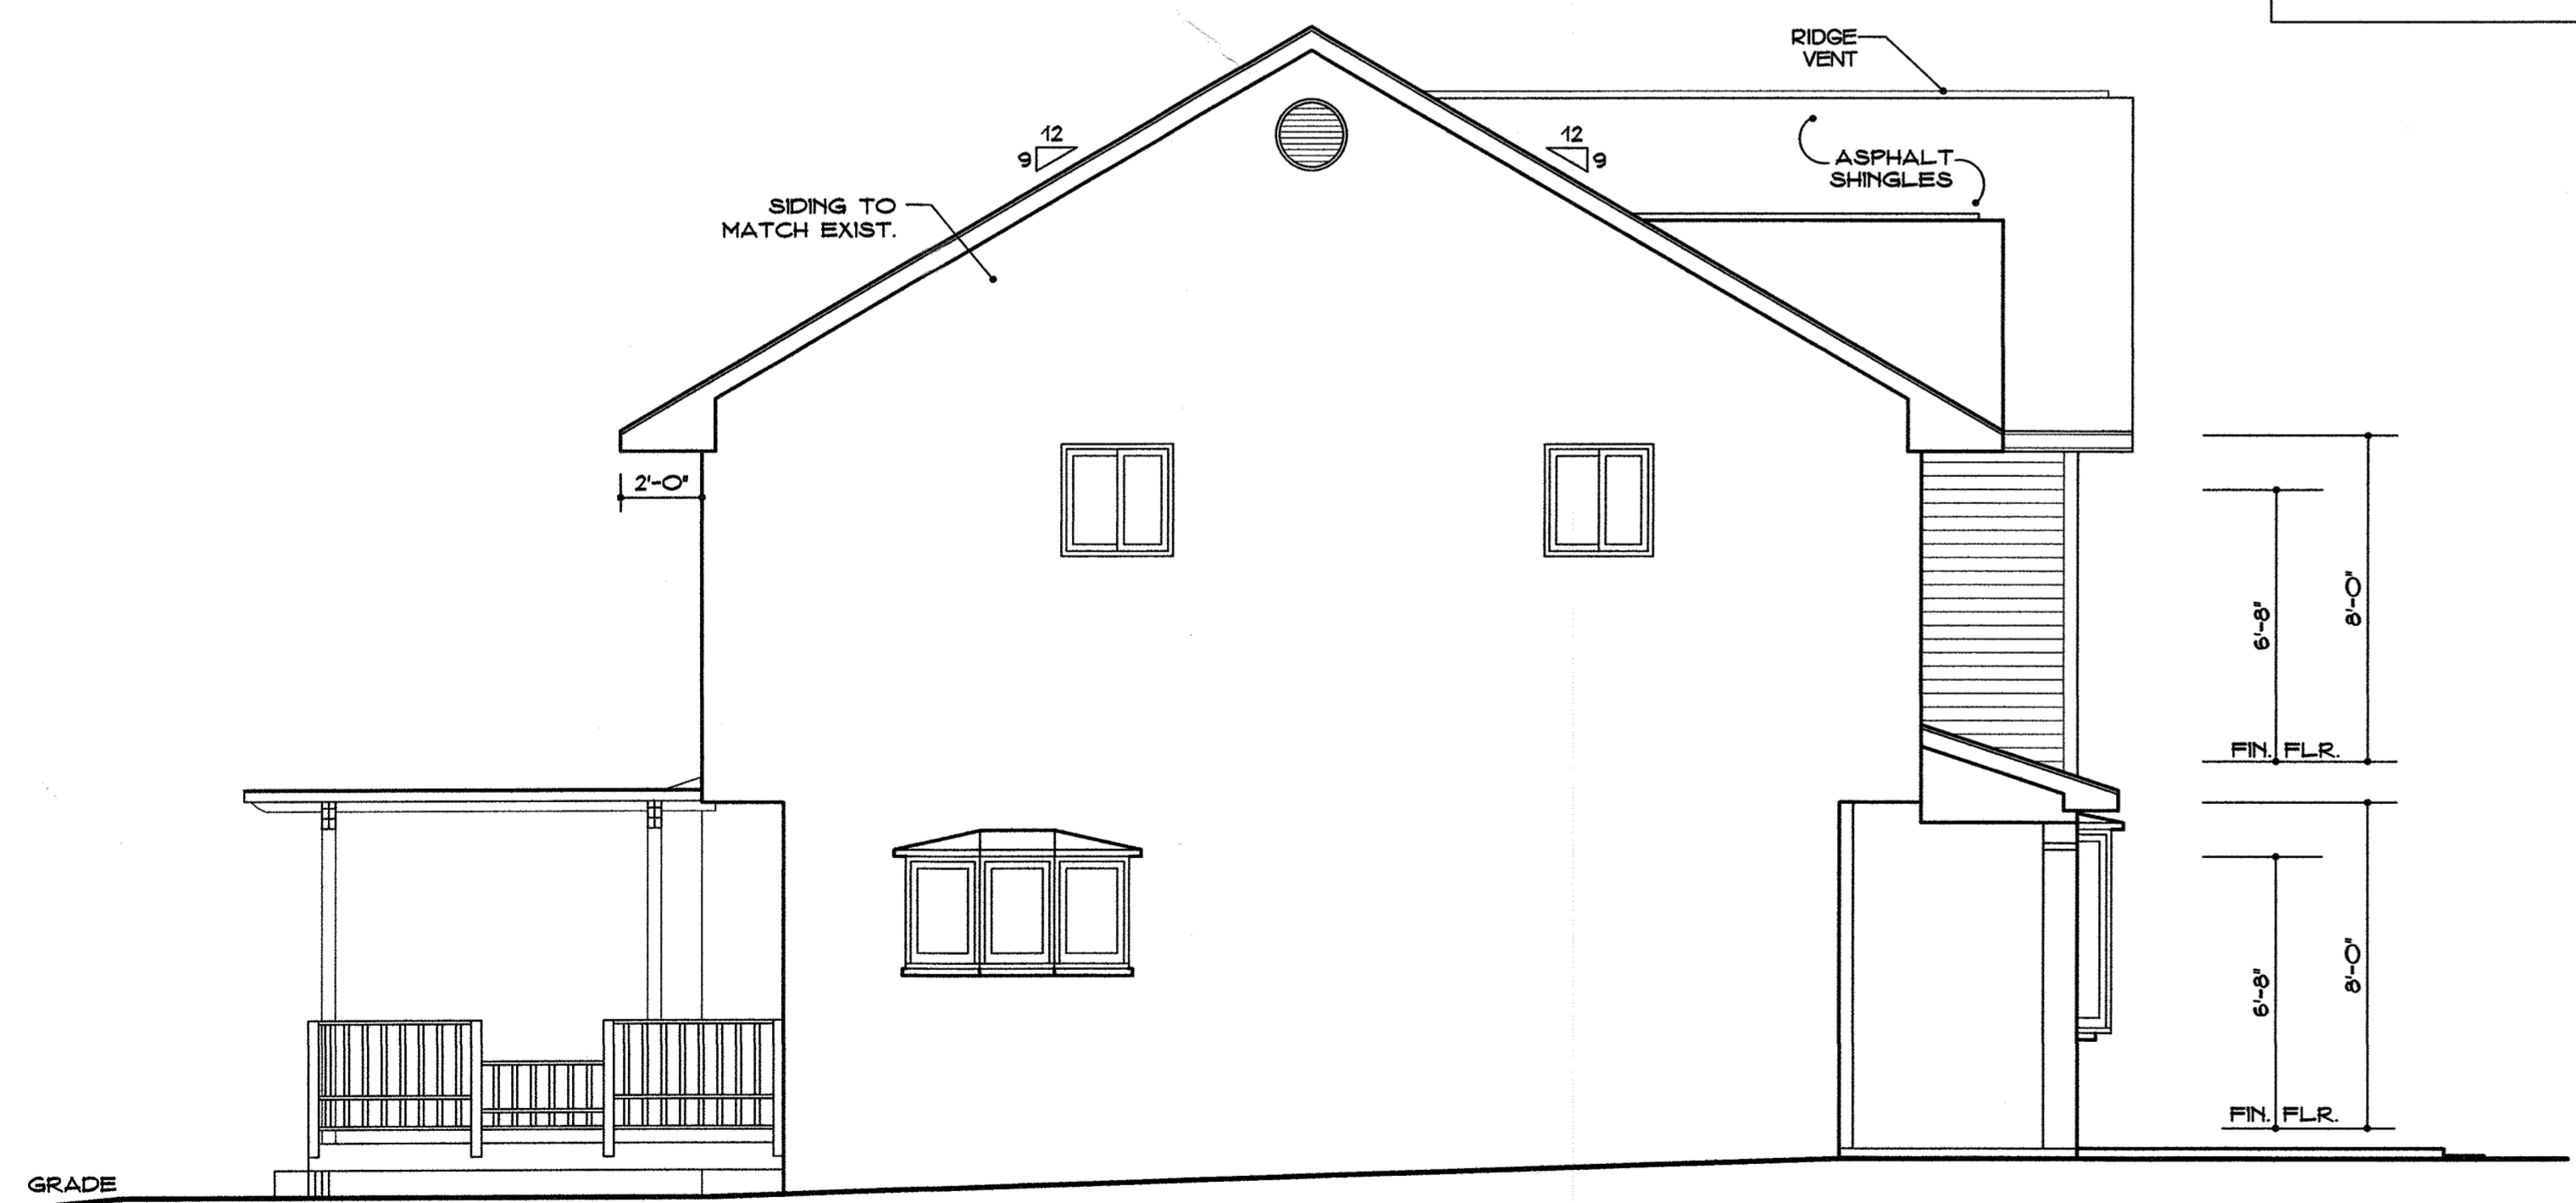 RIDGE
VENT
12
9
12
9
ASPHALT
SHINGLES
SIDING TO
MATCH EXIST.
2'-0"
6'-8"
8'-0"
FIN. FLR.
6'-8"
8'-0"
FIN. FLR.
GRADE